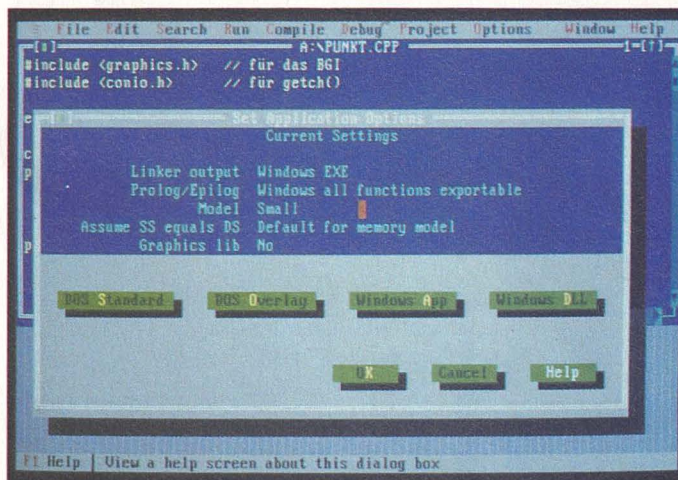 ≡ File Edit Search Run Compile Debug Project Options Window Help
[■] A:\PUNKT.CPP 1=[↑]
#include <graphics.h> // für das BGI
#include <conio.h> // für getch()
e
Set Application Options
Current Settings
c
p
Linker output Windows EXE
Prolog/Epilog Windows all functions exportable
Model Small
Assume SS equals DS Default for memory model
p
Graphics lib No
DOS Standard DOS Overlay Windows App Windows DLL
OK Cancel Help
F1 Help | View a help screen about this dialog box